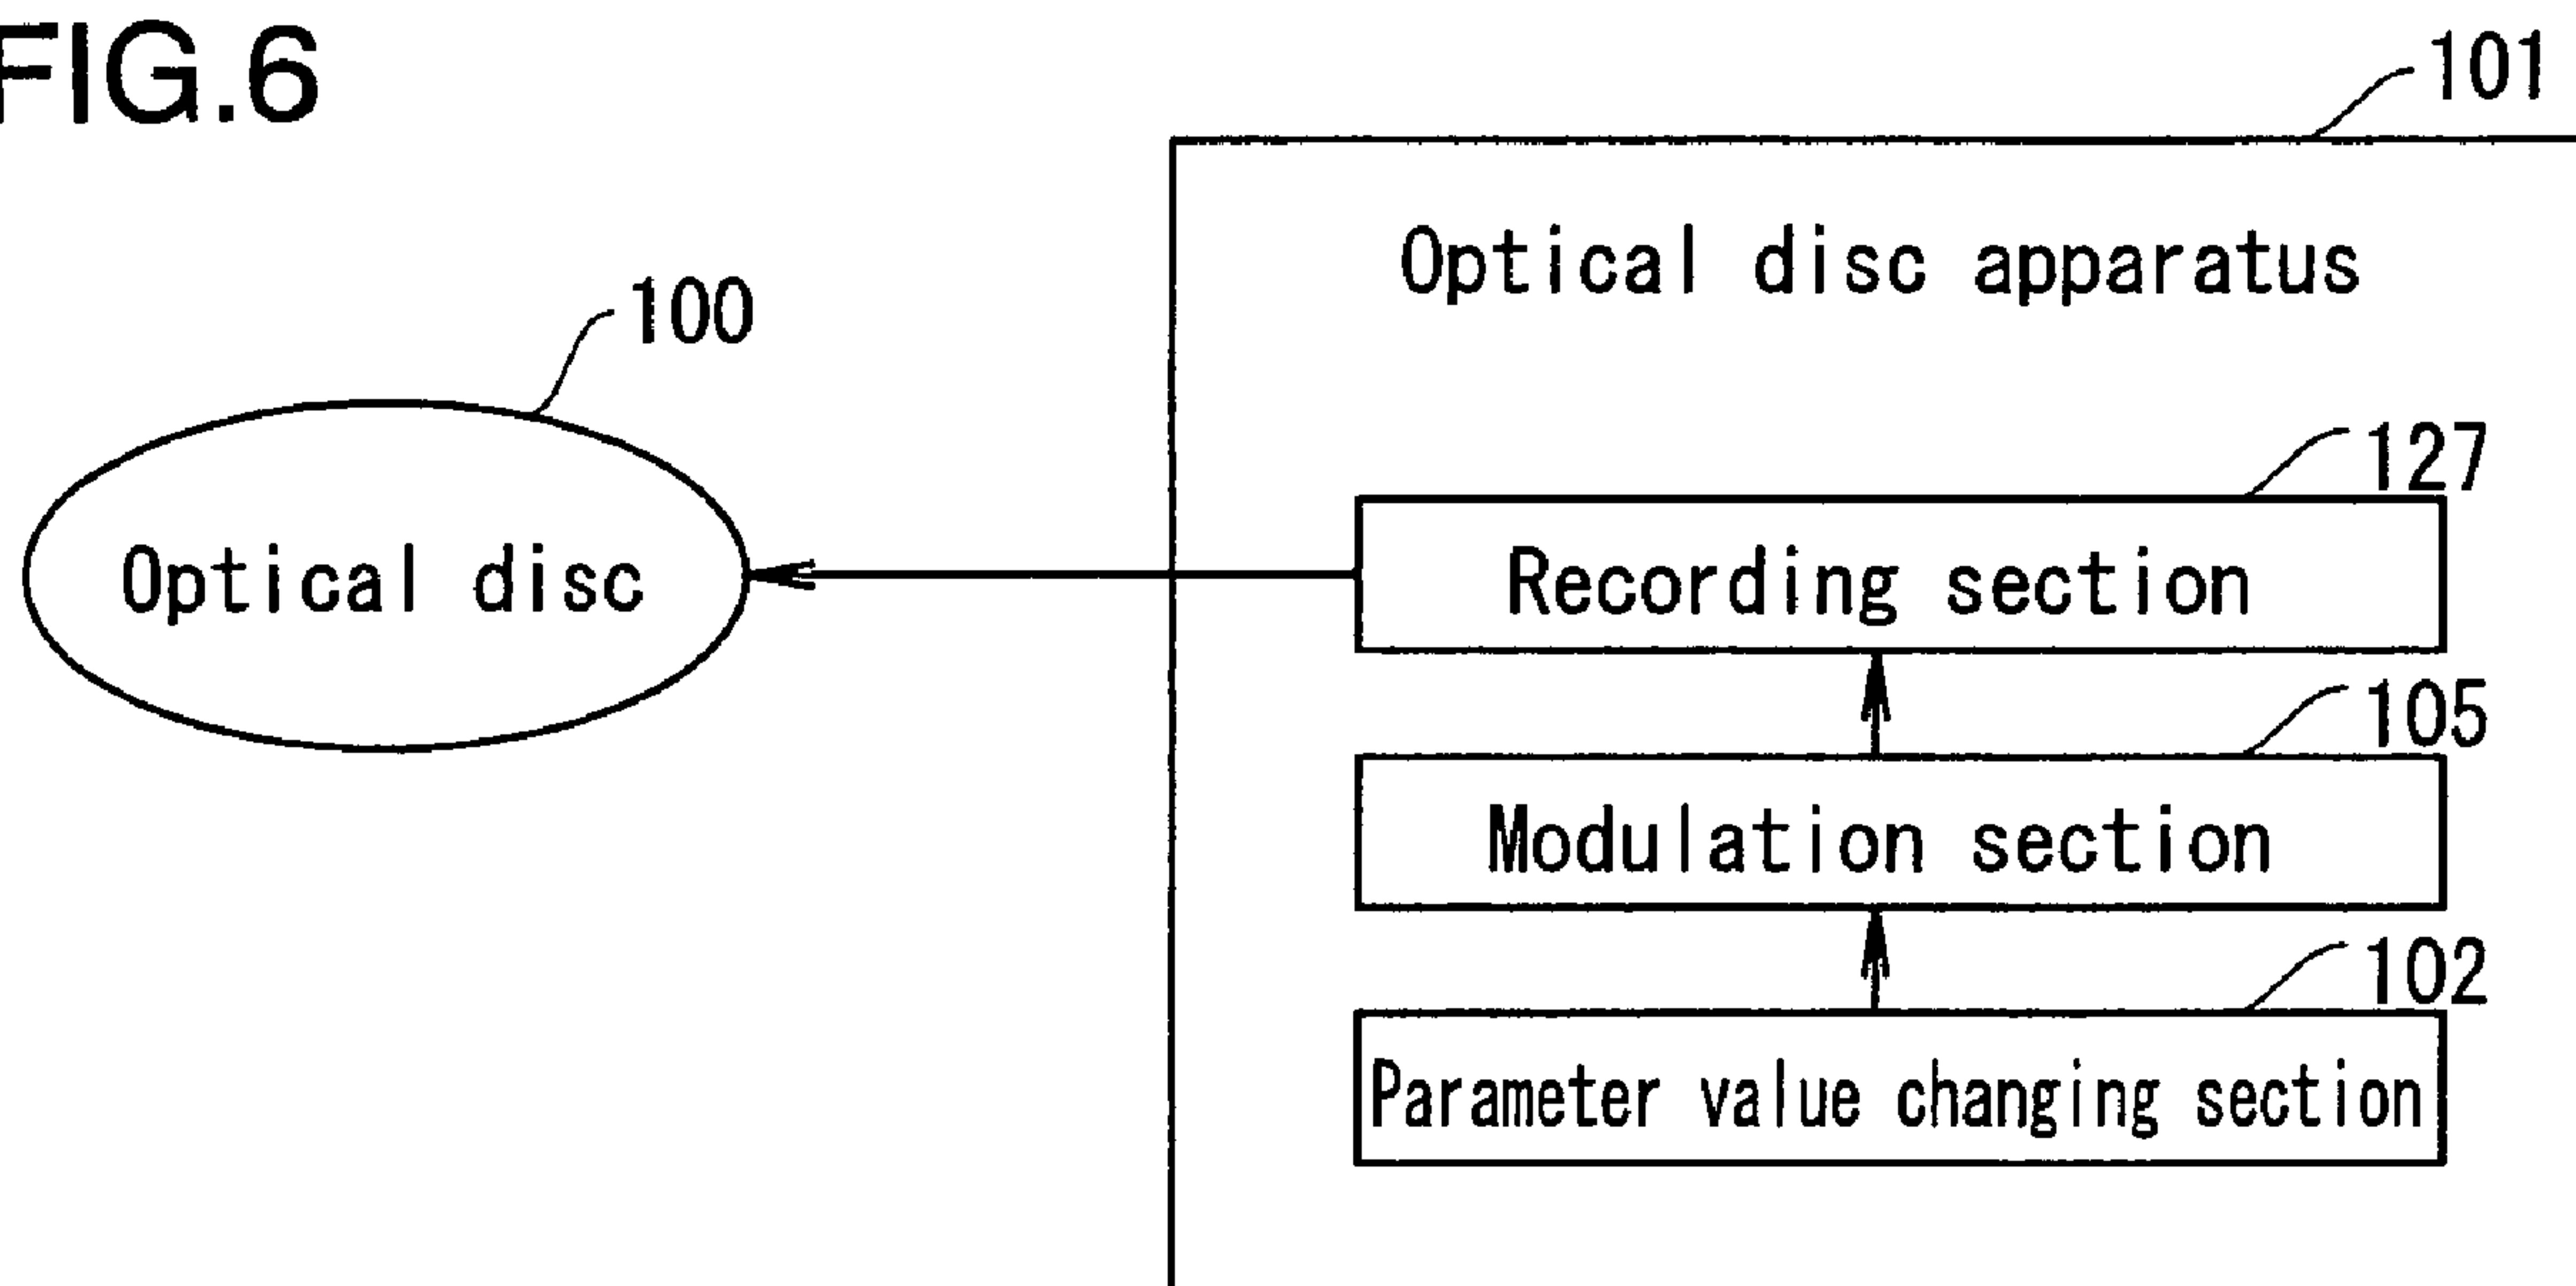 FIG.6
101
Optical disc apparatus
100
127
Optical disc
Recording section
105
Modulation section
102
Parameter value changing section